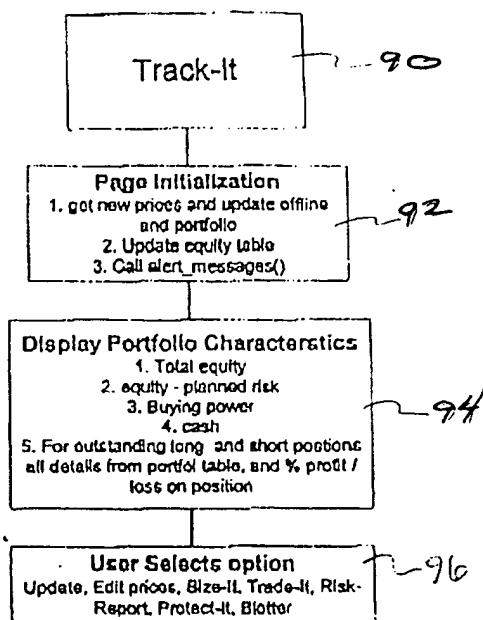 Track-It
90
Page Initialization
1. get new prices and update offline
and portfolio
2. Update equity table
3. Call alert_messages()
92
Display Portfolio Characterstics
1. Total equity
2. equity - planned risk
3. Buying power
4. cash
5. For outstanding long and short postions
all details from portfol table, and % profit /
loss on position
94
User Selects option
Update, Edit prices, Size-It, Trade-It, Risk-
Report, Protect-It, Blotter
96